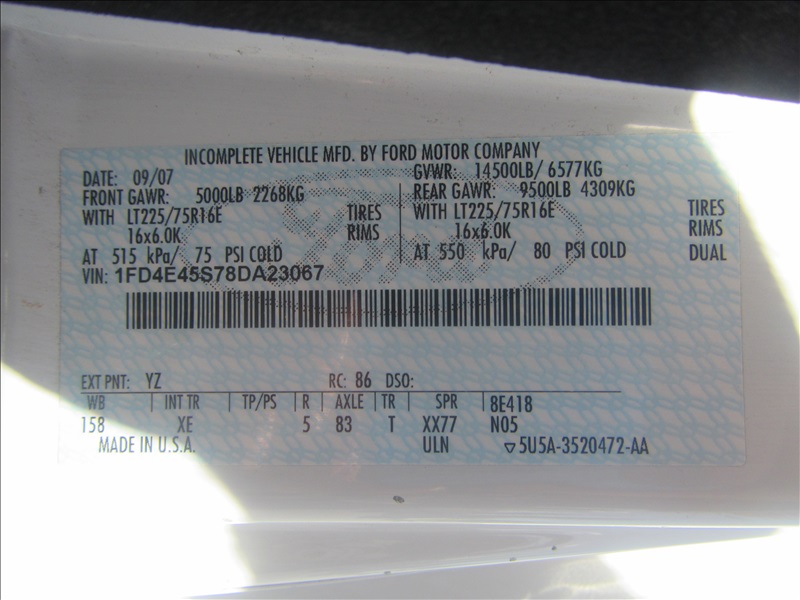 INCOMPLETE VEHICLE MFD. BY FORD MOTOR COMPANY
DATE: 09/07 GVWR: 14500LB/ 6577KG
FRONT GAWR: 5000LB 2268KG REAR GAWR: 9500LB 4309KG
WITH LT225/75R16E TIRES WITH LT225/75R16E TIRES
16x6.0K RIMS 16x6.0K RIMS
AT 515 kPa/ 75 PSI COLD AT 550 kPa/ 80 PSI COLD DUAL
VIN: 1FD4E45S78DA23067
EXT PNT: YZ RC: 86 DSO:
WB INT TR TP/PS R AXLE TR SPR 8E418
158 XE 5 83 T XX77 N05
MADE IN U.S.A. ULN ▽5U5A-3520472-AA
Ford